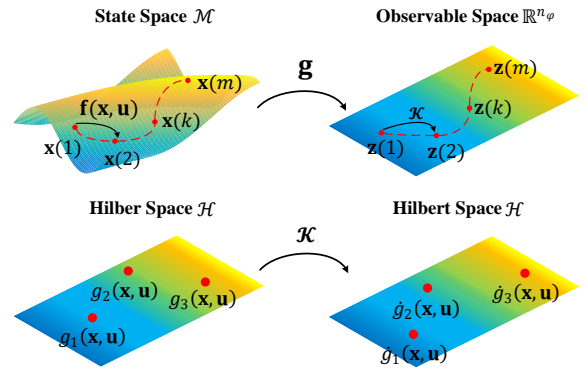 State Space ℳ
Observable Space ℝ^{n_φ}
g
x(m)
f(x, u)
x(k)
x(1)
x(2)
z(m)
z(k)
𝒦
z(1)
z(2)
Hilber Space ℋ
Hilbert Space ℋ
𝒦
g₂(x, u)
g₃(x, u)
g₁(x, u)
ġ₃(x, u)
ġ₂(x, u)
ġ₁(x, u)